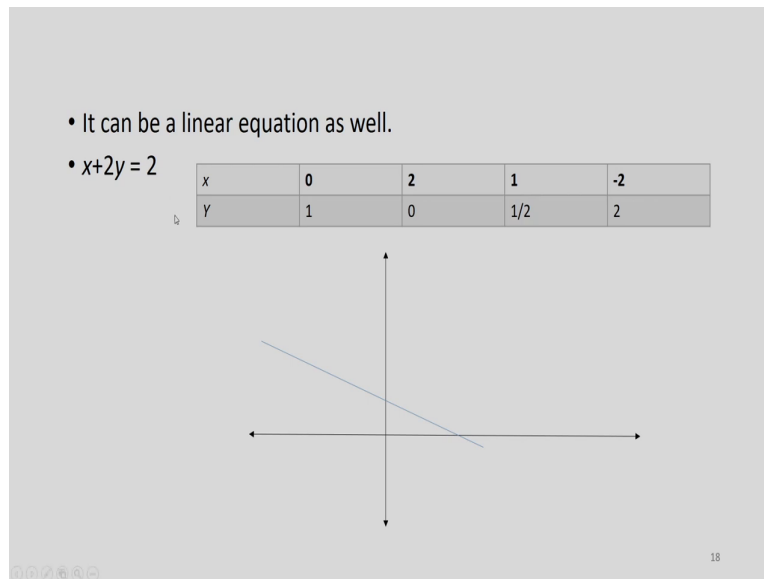 • It can be a linear equation as well.
• x+2y = 2
x 0 2 1 -2
Y 1 0 1/2 2
18